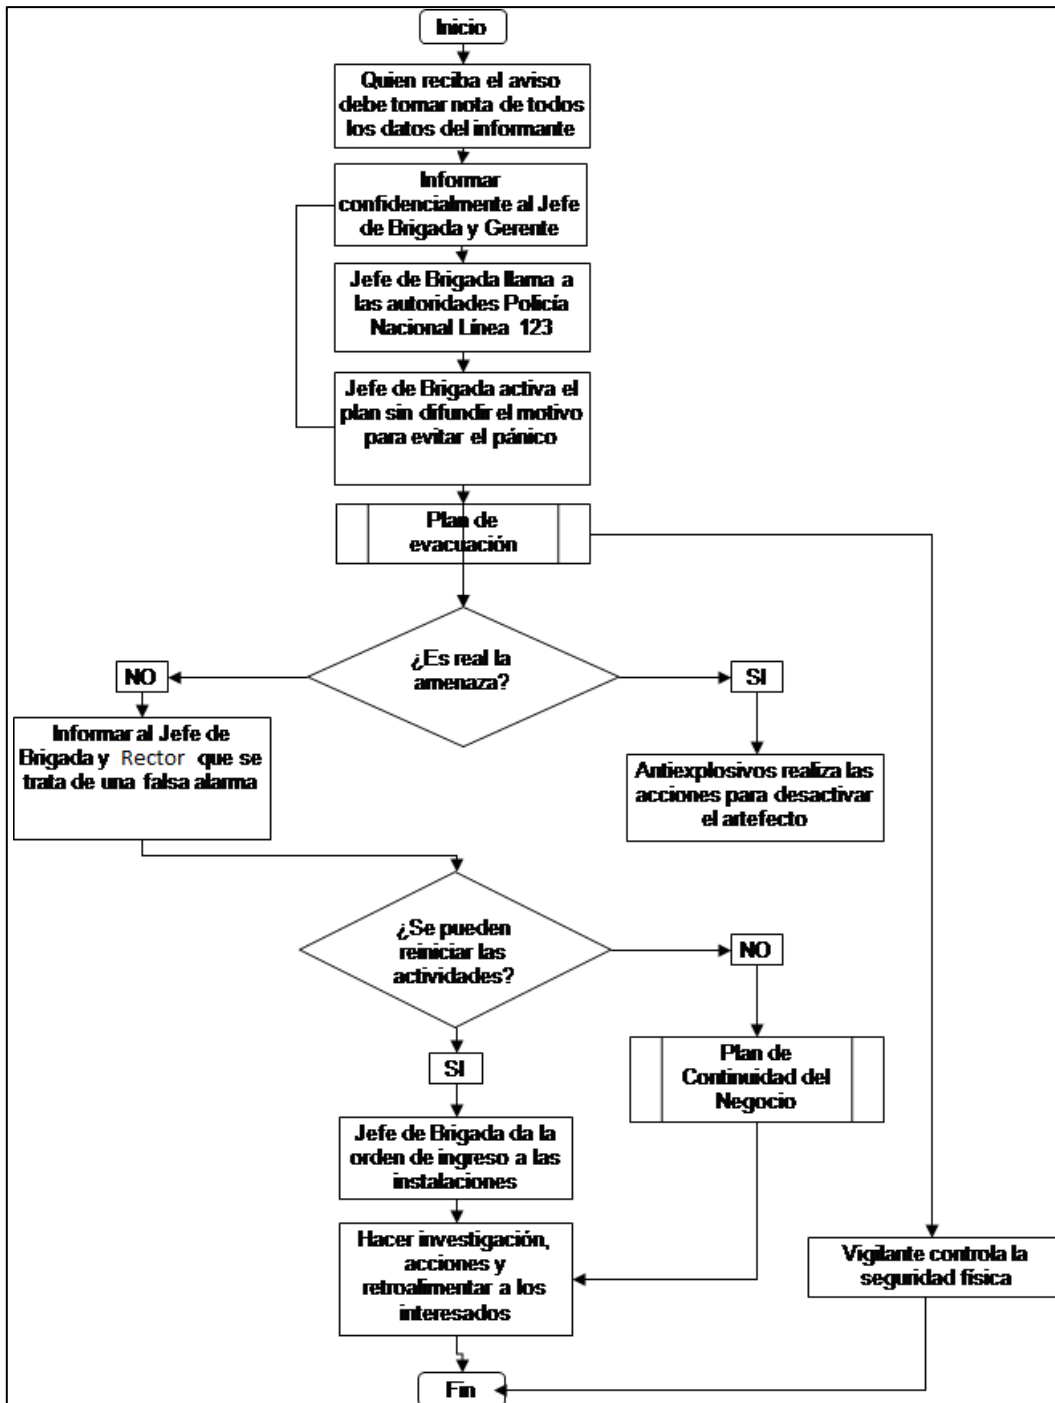 Inicio
Quien reciba el aviso
debe tomar nota de todos
los datos del informante
Informar
confidencialmente al Jefe
de Brigada y Gerente
Jefe de Brigada llama a
las autoridades Policía
Nacional Línea 123
Jefe de Brigada activa el
plan sin difundir el motivo
para evitar el pánico
Plan de
evacuación
¿Es real la
amenaza?
NO
SI
Informar al Jefe de
Brigada y Rector que se
trata de una falsa alarma
Antiexplosivos realiza las
acciones para desactivar
el artefecto
¿Se pueden
reiniciar las
actividades?
NO
SI
Plan de
Continuidad del
Negocio
Jefe de Brigada da la
orden de ingreso a las
instalaciones
Hacer investigación,
acciones y
retroalimentar a los
interesados
Vigilante controla la
seguridad física
Fin